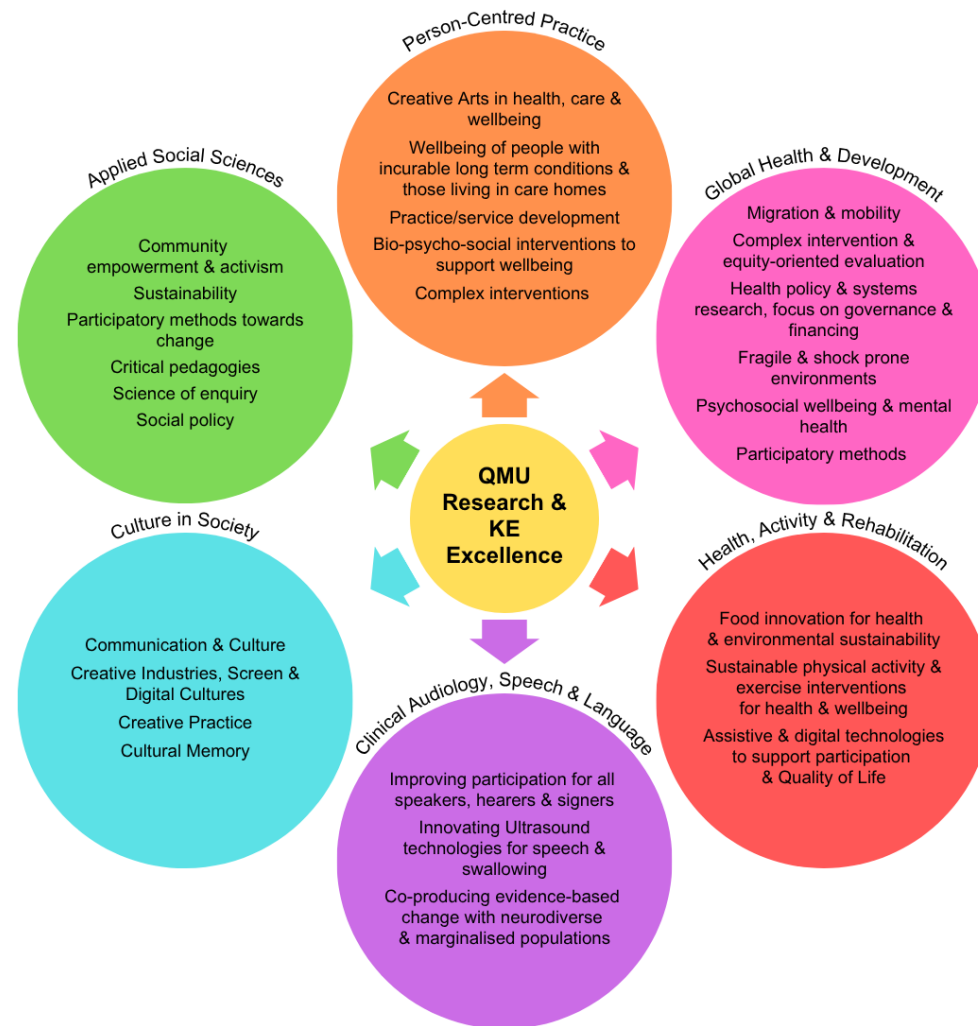 Person-Centred Practice
Creative Arts in health, care &
wellbeing
Wellbeing of people with
incurable long term conditions &
those living in care homes
Practice/service development
Bio-psycho-social interventions to
support wellbeing
Complex interventions
Applied Social Sciences
Community
empowerment & activism
Sustainability
Participatory methods towards
change
Critical pedagogies
Science of enquiry
Social policy
Global Health & Development
Migration & mobility
Complex intervention &
equity-oriented evaluation
Health policy & systems
research, focus on governance &
financing
Fragile & shock prone
environments
Psychosocial wellbeing & mental
health
Participatory methods
QMU
Research &
KE
Excellence
Culture in Society
Communication & Culture
Creative Industries, Screen &
Digital Cultures
Creative Practice
Cultural Memory
Health, Activity & Rehabilitation
Food innovation for health
& environmental sustainability
Sustainable physical activity &
exercise interventions
for health & wellbeing
Assistive & digital technologies
to support participation
& Quality of Life
Clinical Audiology, Speech & Language
Improving participation for all
speakers, hearers & signers
Innovating Ultrasound
technologies for speech &
swallowing
Co-producing evidence-based
change with neurodiverse
& marginalised populations